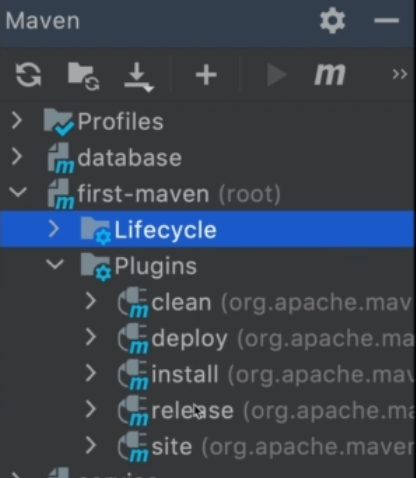 Maven
m »
Profiles
database
first-maven (root)
Lifecycle
Plugins
clean (org.apache.mav
deploy (org.apache.ma
install (org.apache.mav
release (org.apache.ma
site (org.apache.maven